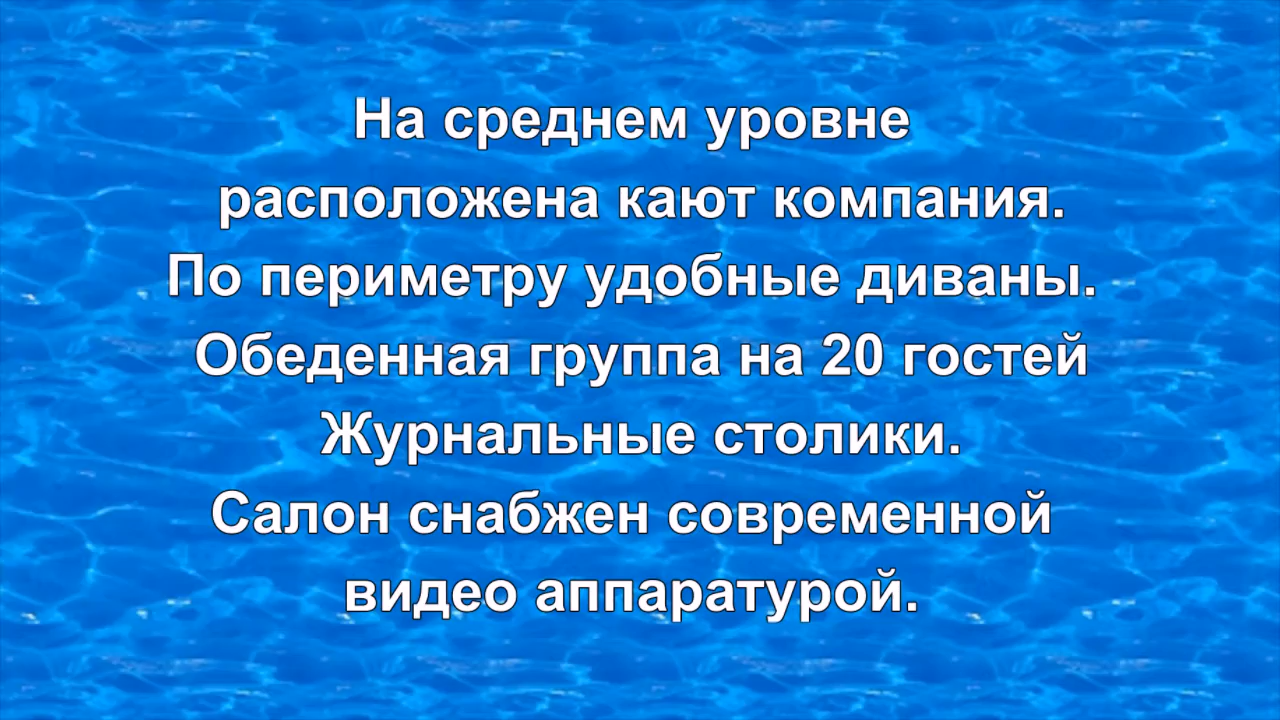 На среднем уровне
расположена кают компания.
По периметру удобные диваны.
Обеденная группа на 20 гостей
Журнальные столики.
Салон снабжен современной
видео аппаратурой.